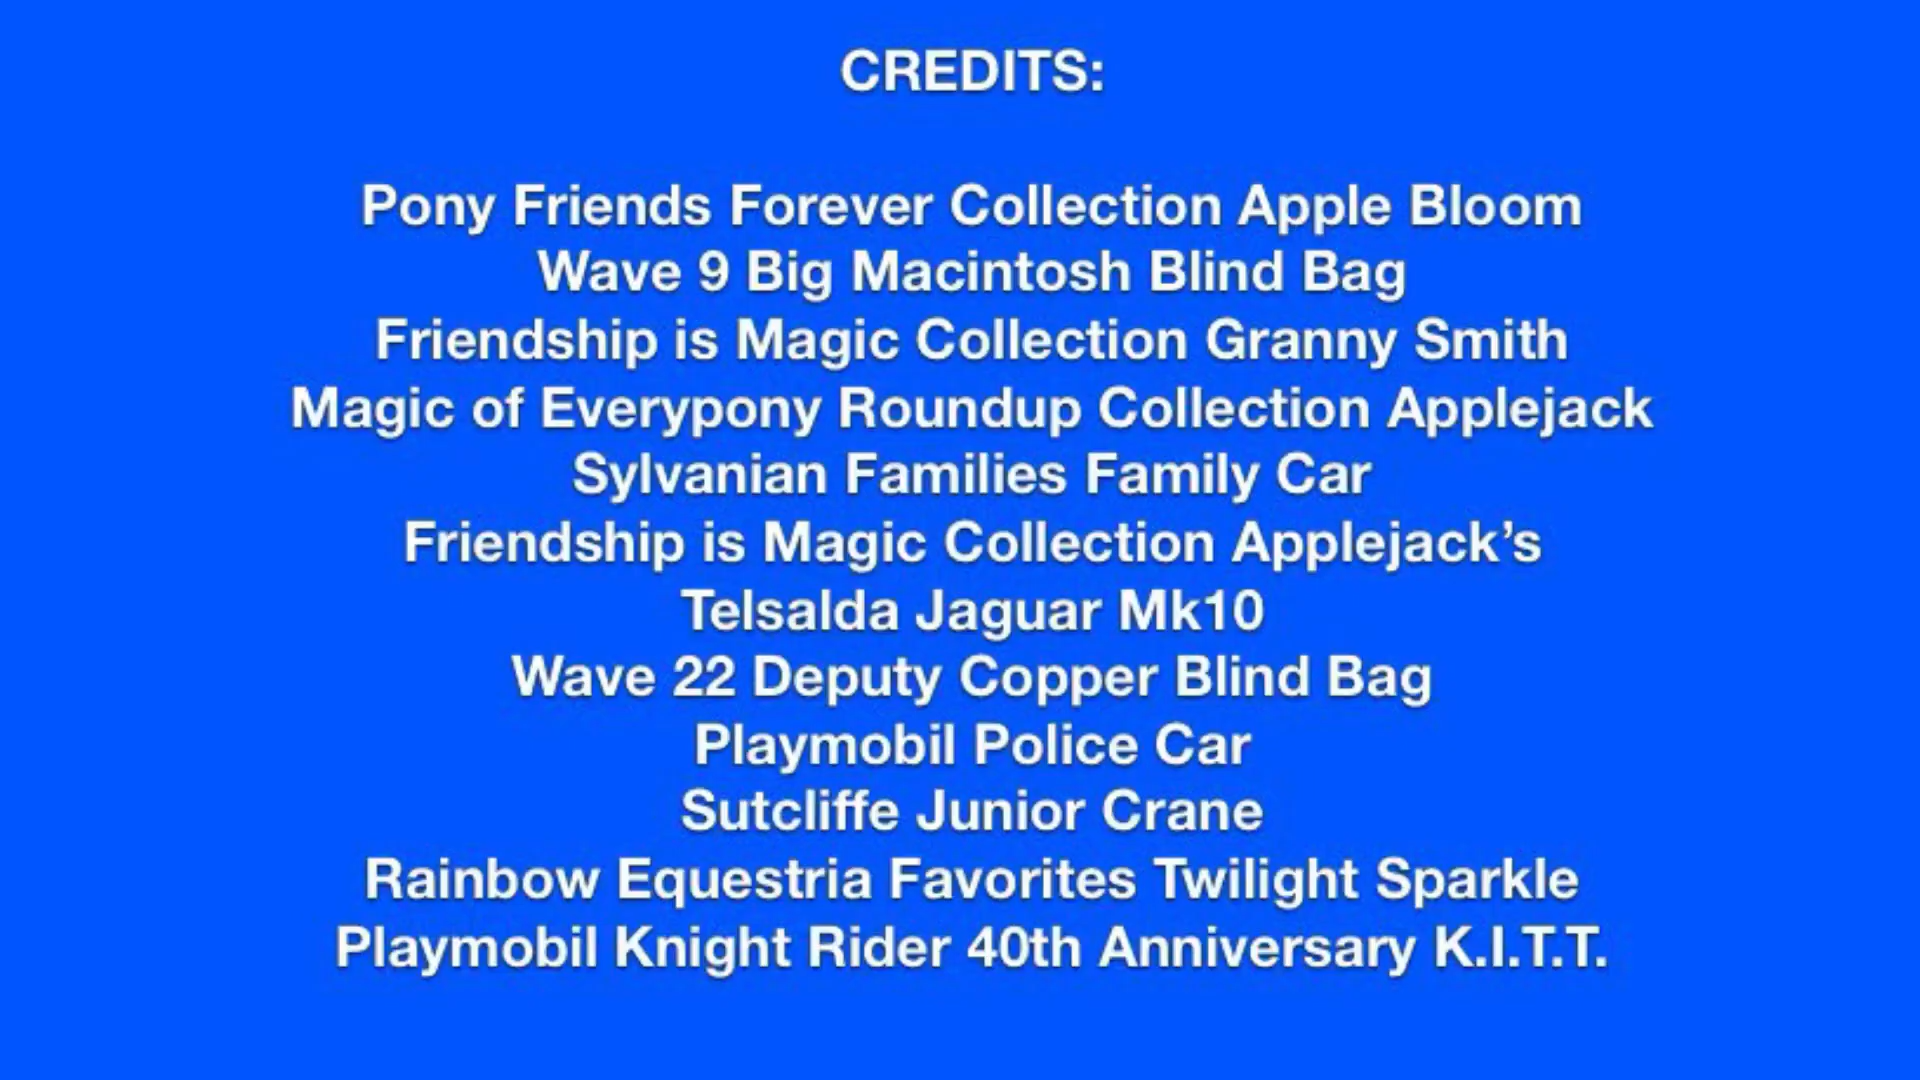 CREDITS:
Pony Friends Forever Collection Apple Bloom
Wave 9 Big Macintosh Blind Bag
Friendship is Magic Collection Granny Smith
Magic of Everypony Roundup Collection Applejack
Sylvanian Families Family Car
Friendship is Magic Collection Applejack’s
Telsalda Jaguar Mk10
Wave 22 Deputy Copper Blind Bag
Playmobil Police Car
Sutcliffe Junior Crane
Rainbow Equestria Favorites Twilight Sparkle
Playmobil Knight Rider 40th Anniversary K.I.T.T.